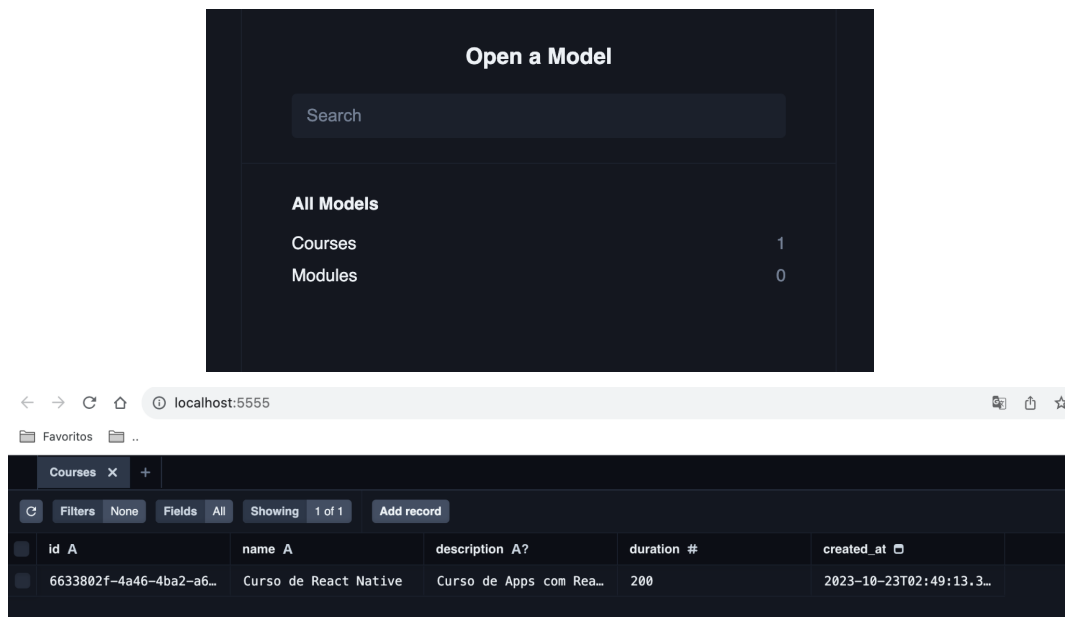 Open a Model
Search
All Models
Courses 1
Modules 0
localhost:5555
Favoritos ..
Courses × +
Filters None Fields All Showing 1 of 1 Add record
id A name A description A? duration # created_at
6633802f-4a46-4ba2-a6… Curso de React Native Curso de Apps com Rea… 200 2023-10-23T02:49:13.3…